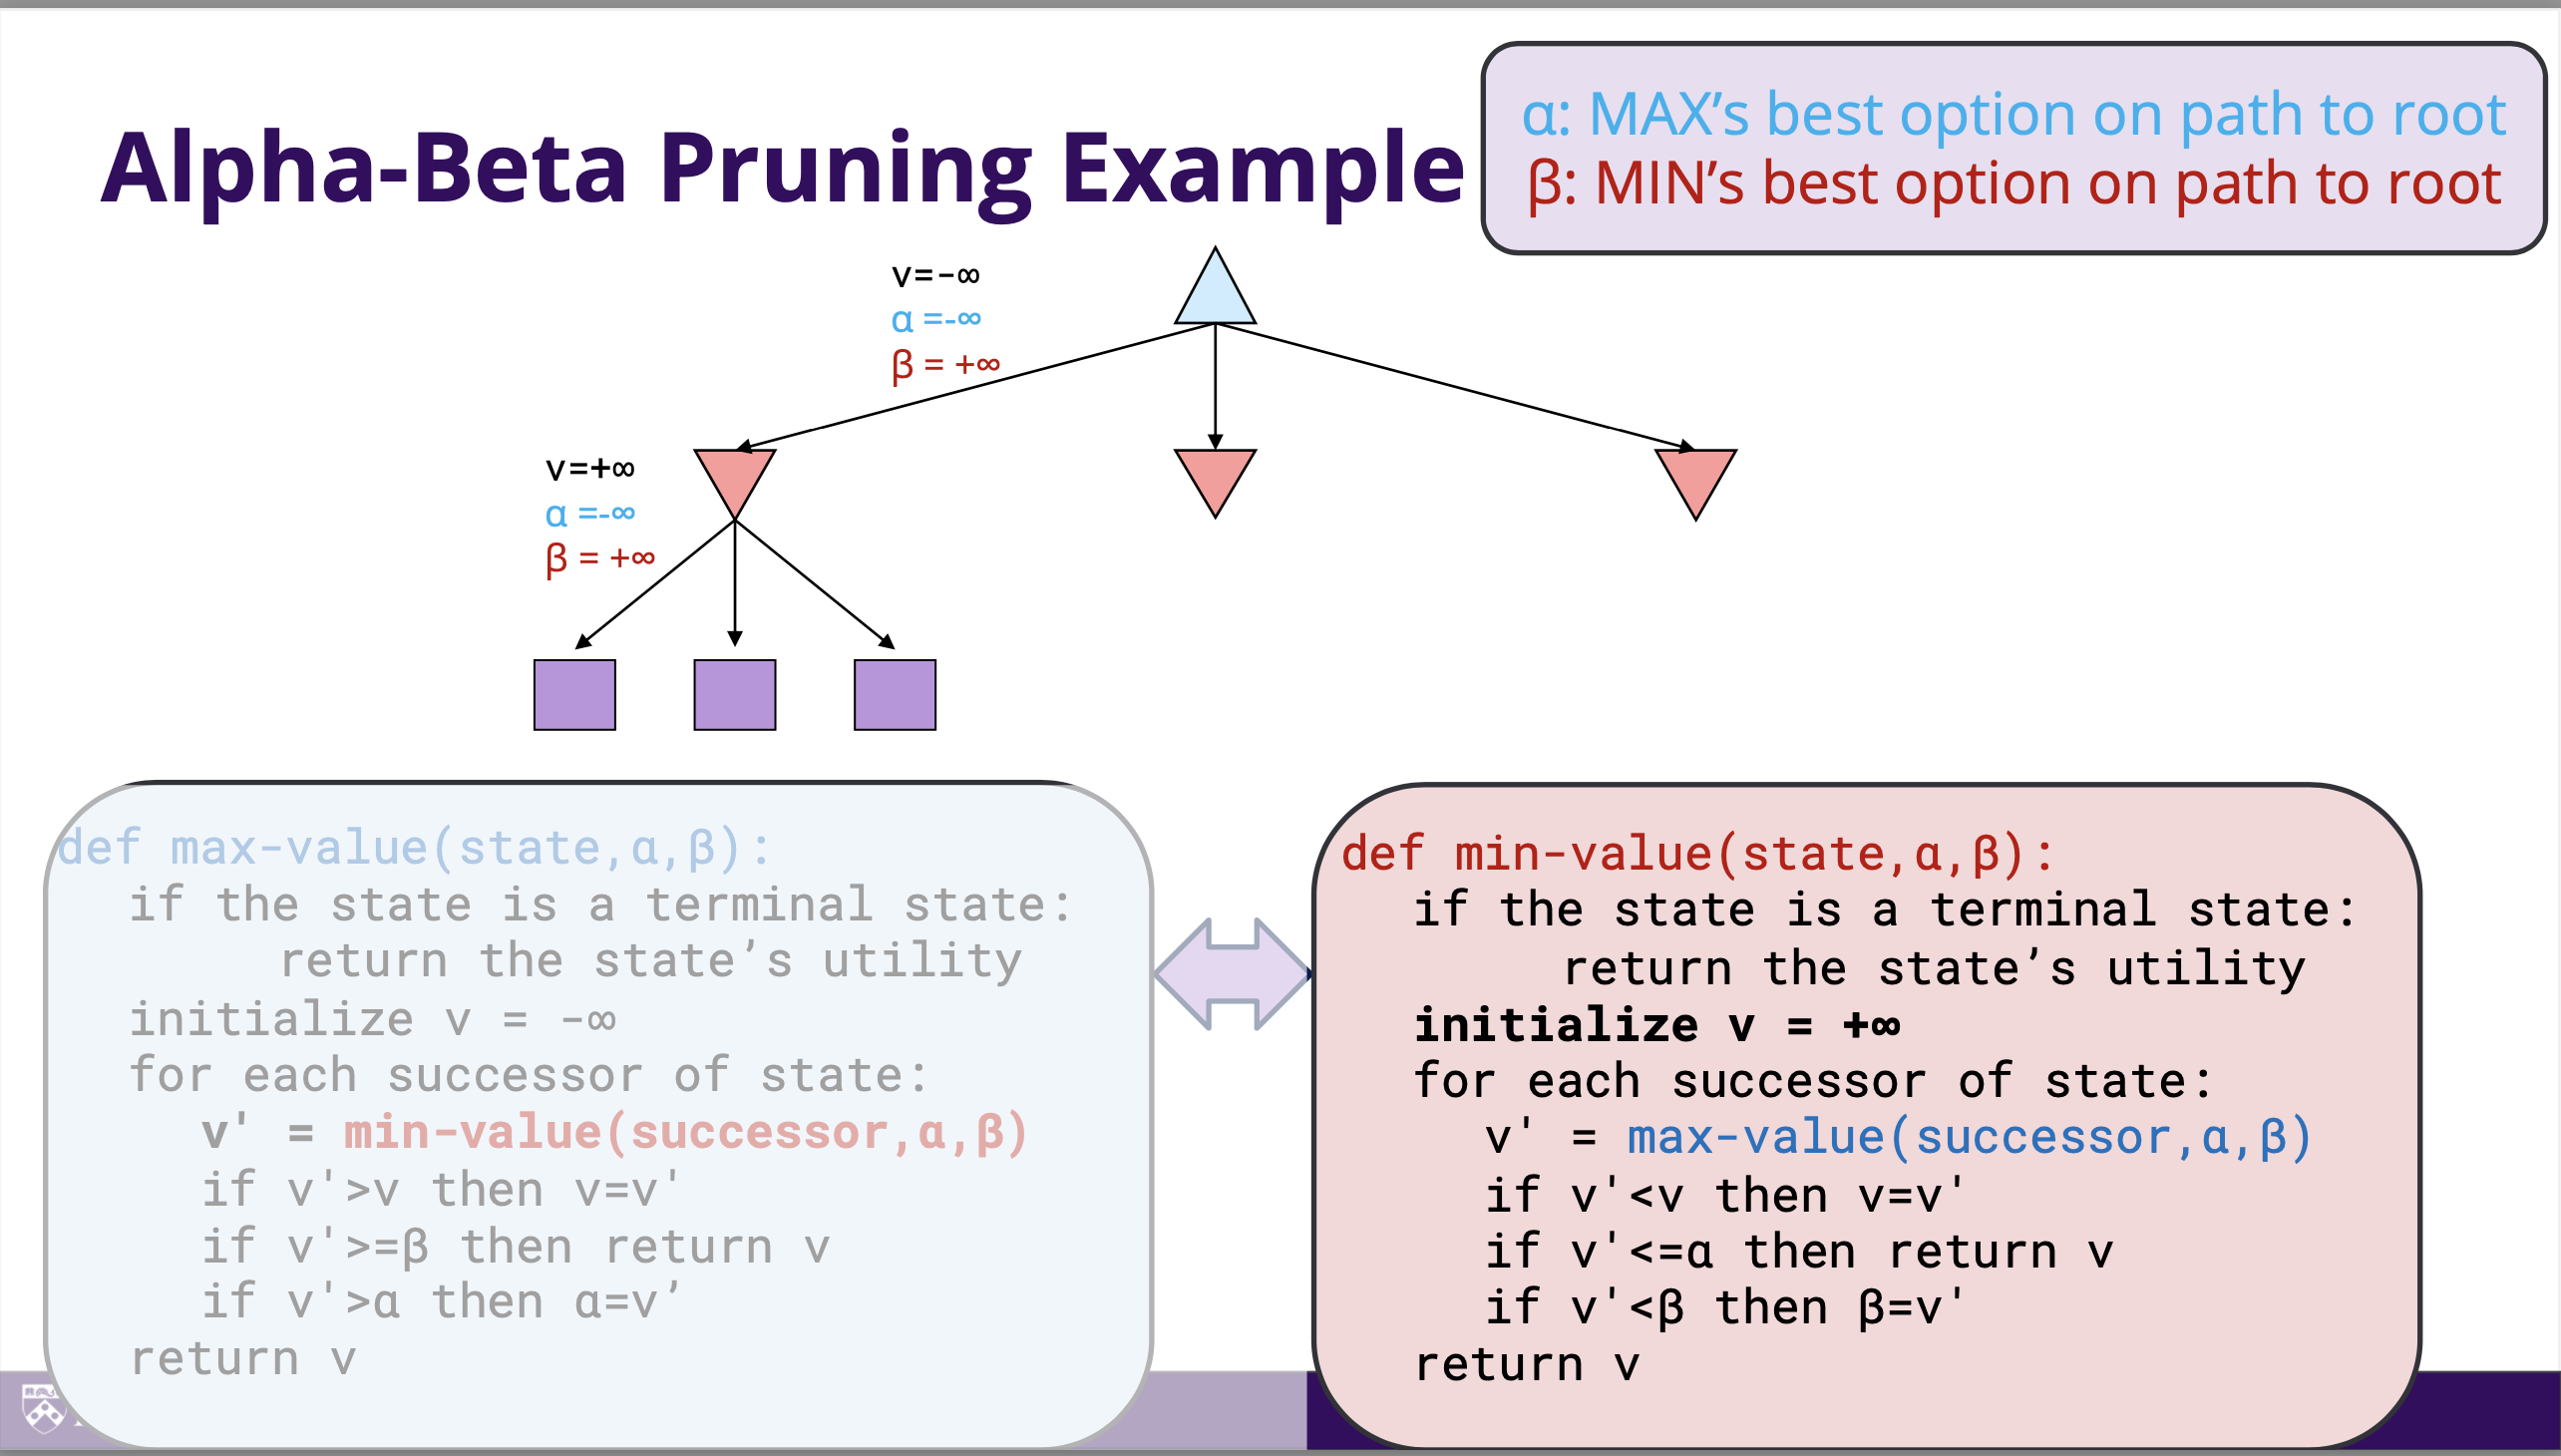 Alpha-Beta Pruning Example
α: MAX’s best option on path to root
β: MIN’s best option on path to root
v=-∞
α =-∞
β = +∞
v=+∞
α =-∞
β = +∞
def max-value(state,α,β):
if the state is a terminal state:
return the state’s utility
initialize v = -∞
for each successor of state:
v' = min-value(successor,α,β)
if v'>v then v=v'
if v'>=β then return v
if v'>α then α=v’
return v
def min-value(state,α,β):
if the state is a terminal state:
return the state’s utility
initialize v = +∞
for each successor of state:
v' = max-value(successor,α,β)
if v'<v then v=v'
if v'<=α then return v
if v'<β then β=v'
return v